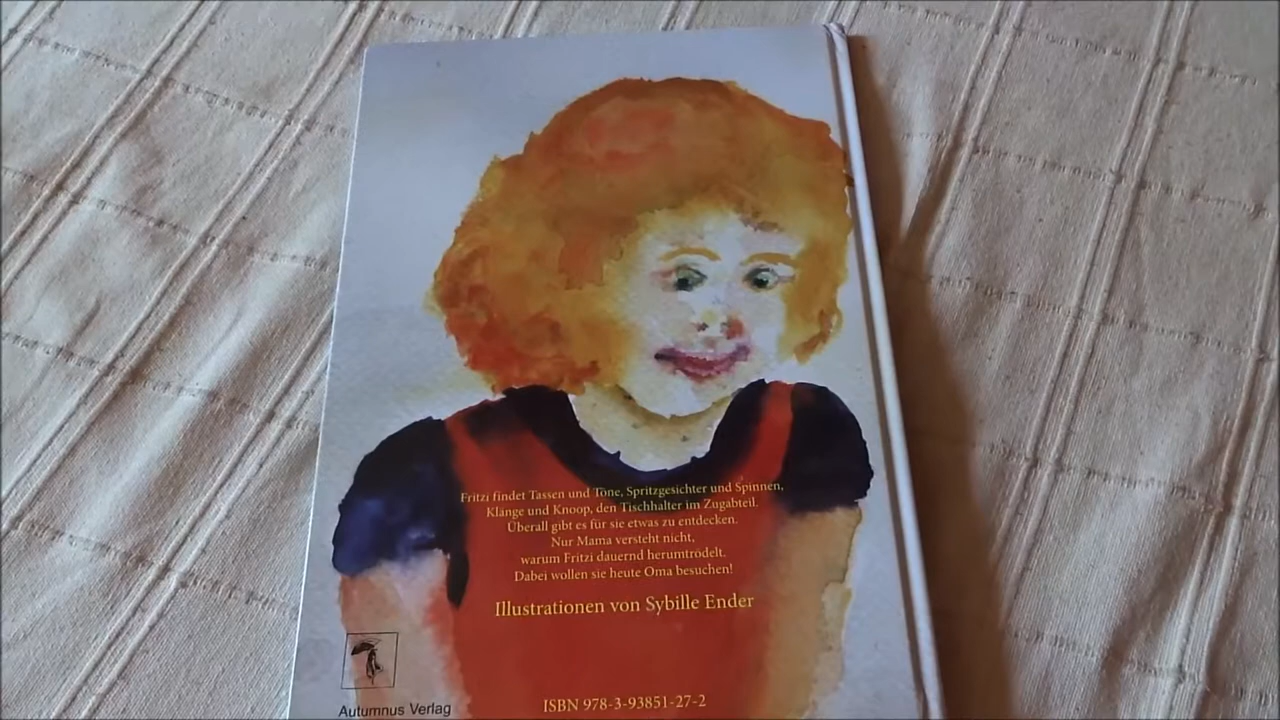 Fritzi findet Tassen und Töne, Spritzgesichter und Spinnen,
Klänge und Knoop, den Tischhalter im Zugabteil.
Überall gibt es für sie etwas zu entdecken.
Nur Mama versteht nicht,
warum Fritzi dauernd herumtrödelt.
Dabei wollen sie heute Oma besuchen!
Illustrationen von Sybille Ender
ISBN 978-3-93851-27-2
Autumnus Verlag